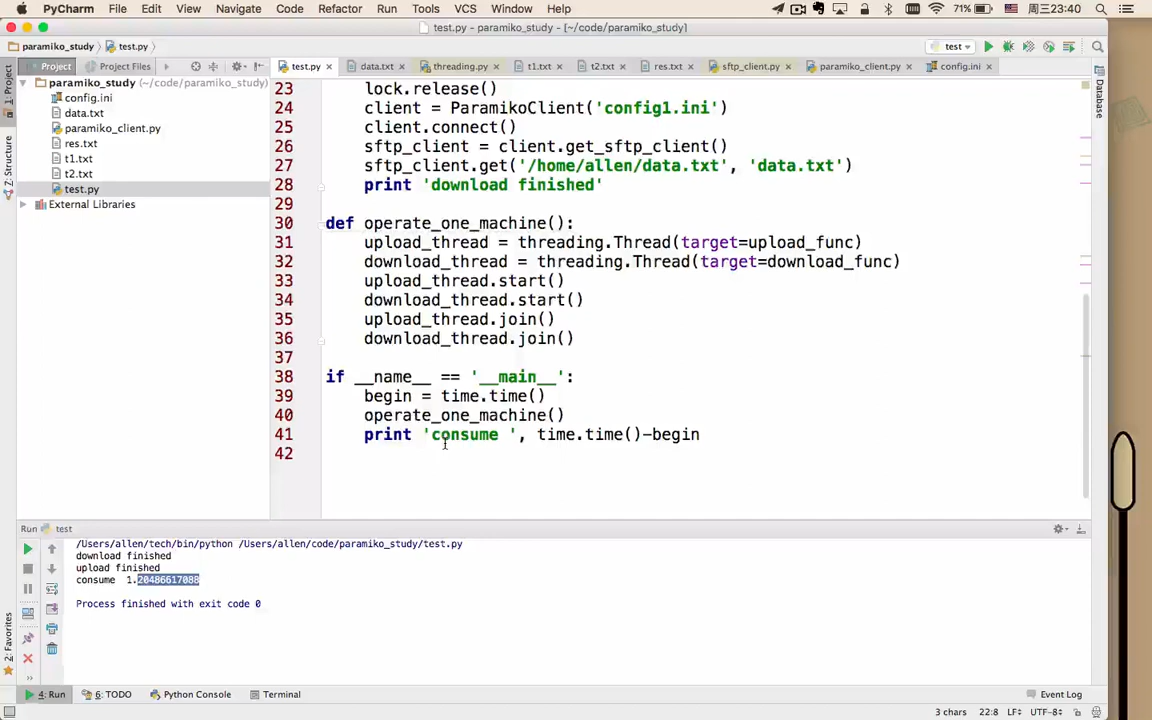 PyCharm File Edit View Navigate Code Refactor Run Tools VCS Window Help 71% 周三23:40
test.py - paramiko_study - [~/code/paramiko_study]
paramiko_study test.py test
Project Project Files test.py data.txt threading.py t1.txt t2.txt res.txt sftp_client.py paramiko_client.py config.ini
1: Project
Z: Structure
2: Favorites
Database
paramiko_study (~/code/paramiko_study)
config.ini
data.txt
paramiko_client.py
res.txt
t1.txt
t2.txt
test.py
External Libraries
23 lock.release()
24 client = ParamikoClient('config1.ini')
25 client.connect()
26 sftp_client = client.get_sftp_client()
27 sftp_client.get('/home/allen/data.txt', 'data.txt')
28 print 'download finished'
29
30 def operate_one_machine():
31 upload_thread = threading.Thread(target=upload_func)
32 download_thread = threading.Thread(target=download_func)
33 upload_thread.start()
34 download_thread.start()
35 upload_thread.join()
36 download_thread.join()
37
38 if __name__ == '__main__':
39 begin = time.time()
40 operate_one_machine()
41 print 'consume ', time.time()-begin
42
Run test
/Users/allen/tech/bin/python /Users/allen/code/paramiko_study/test.py
download finished
upload finished
consume 1.20486617088
Process finished with exit code 0
4: Run 6: TODO Python Console Terminal Event Log
3 chars 22:8 LF÷ UTF-8÷